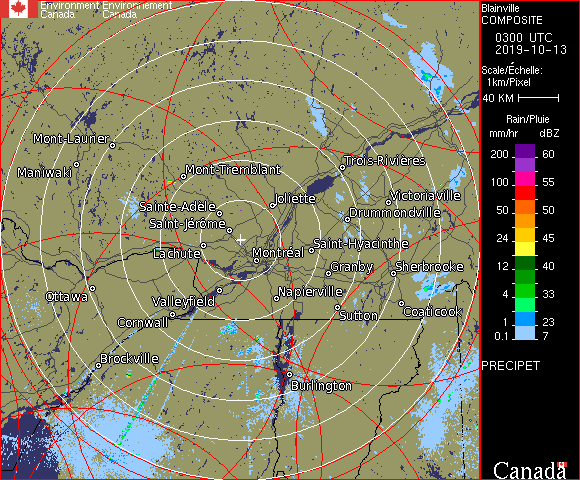 Environment Environnement
Canada Canada
Blainville
COMPOSITE
0300 UTC
2019-10-13
Scale/Échelle:
1km/Pixel
40 KM
Rain/Pluie
mm/hr dBZ
200 60
100 55
50 50
24 45
12 40
4 33
1 23
0.1 7
PRECIPET
Canada
Mont-Laurier
Maniwaki
Mont-Tremblant
Trois-Rivières
Joliette
Victoriaville
Sainte-Adèle
Drummondville
Saint-Jérôme
Lachute
Montréal
Saint-Hyacinthe
Granby
Sherbrooke
Ottawa
Valleyfield
Napierville
Cornwall
Sutton
Coaticook
Brockville
Burlington